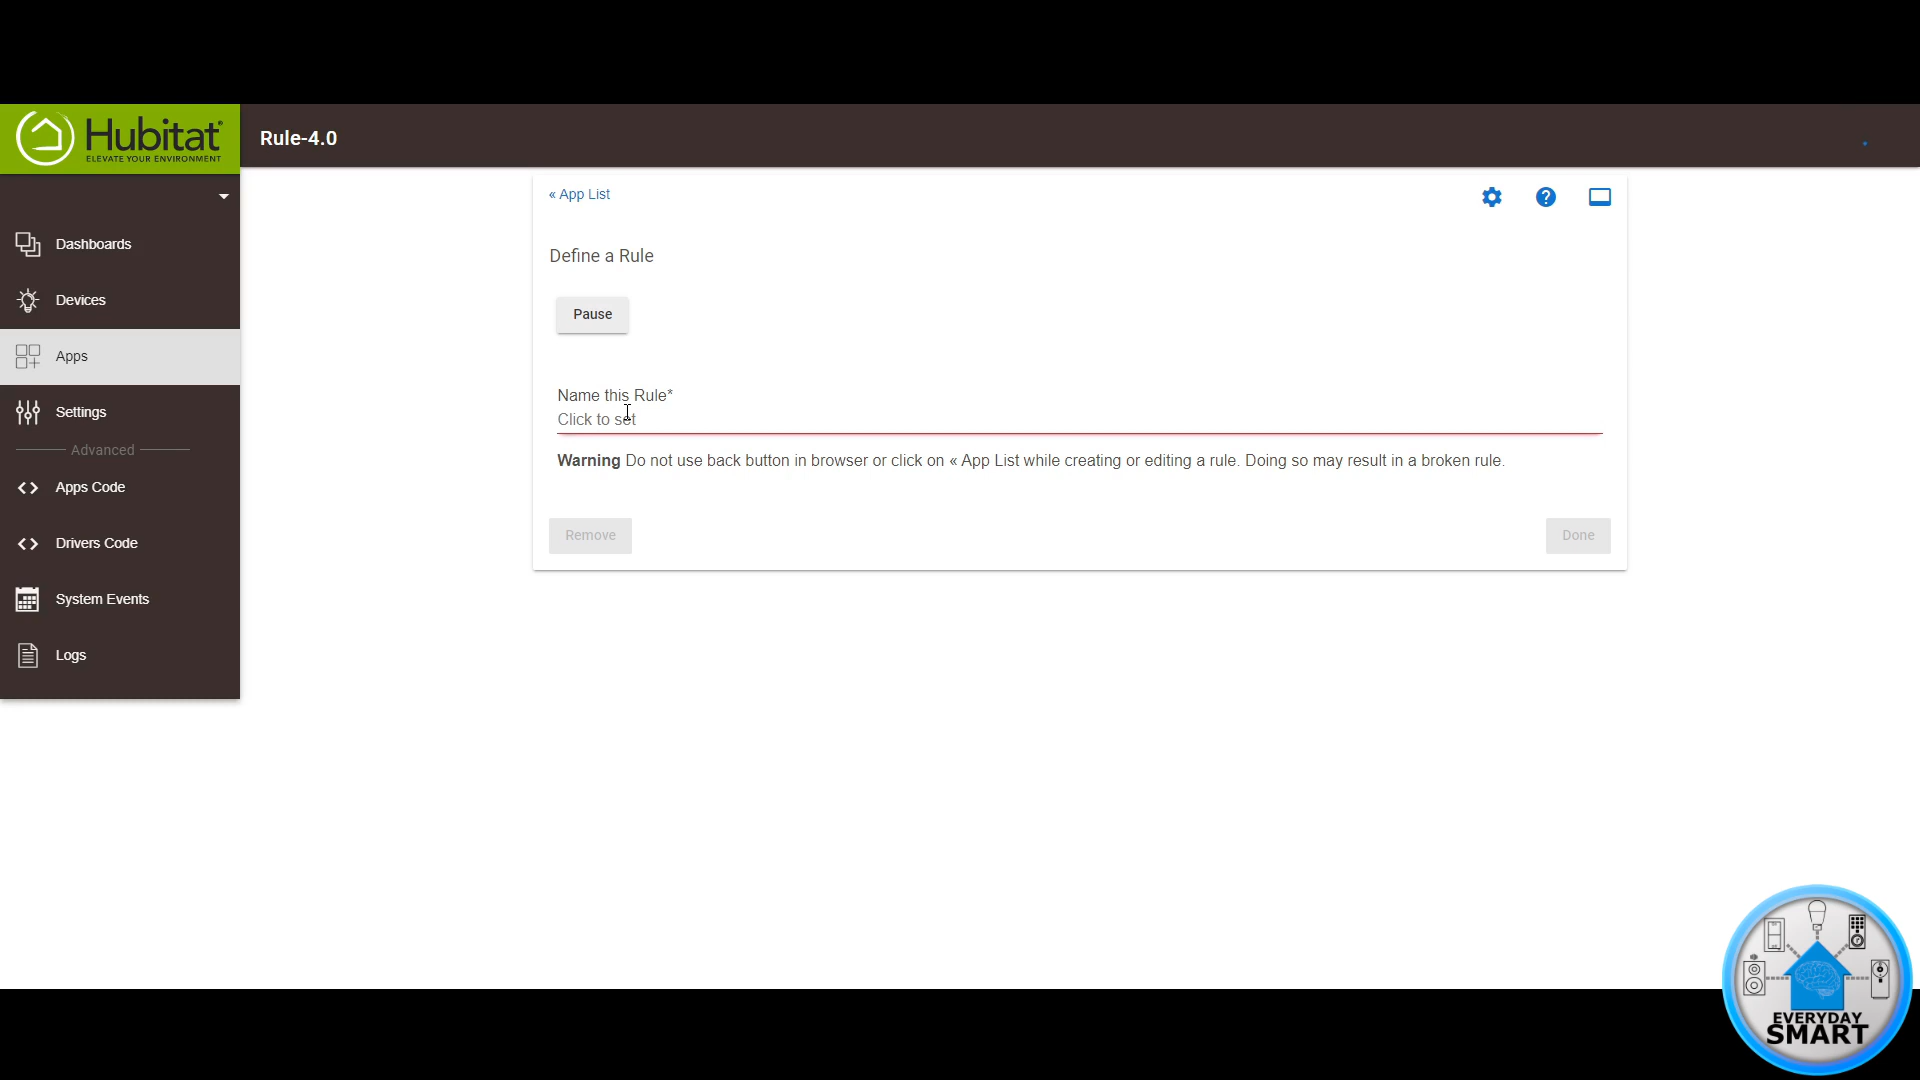 Hubitat®
ELEVATE YOUR ENVIRONMENT
Rule-4.0
« App List
Dashboards
Devices
Apps
Settings
Advanced
Apps Code
Drivers Code
System Events
Logs
Define a Rule
Pause
Name this Rule*
Click to set
Warning Do not use back button in browser or click on « App List while creating or editing a rule. Doing so may result in a broken rule.
Remove
Done
EVERYDAY
SMART